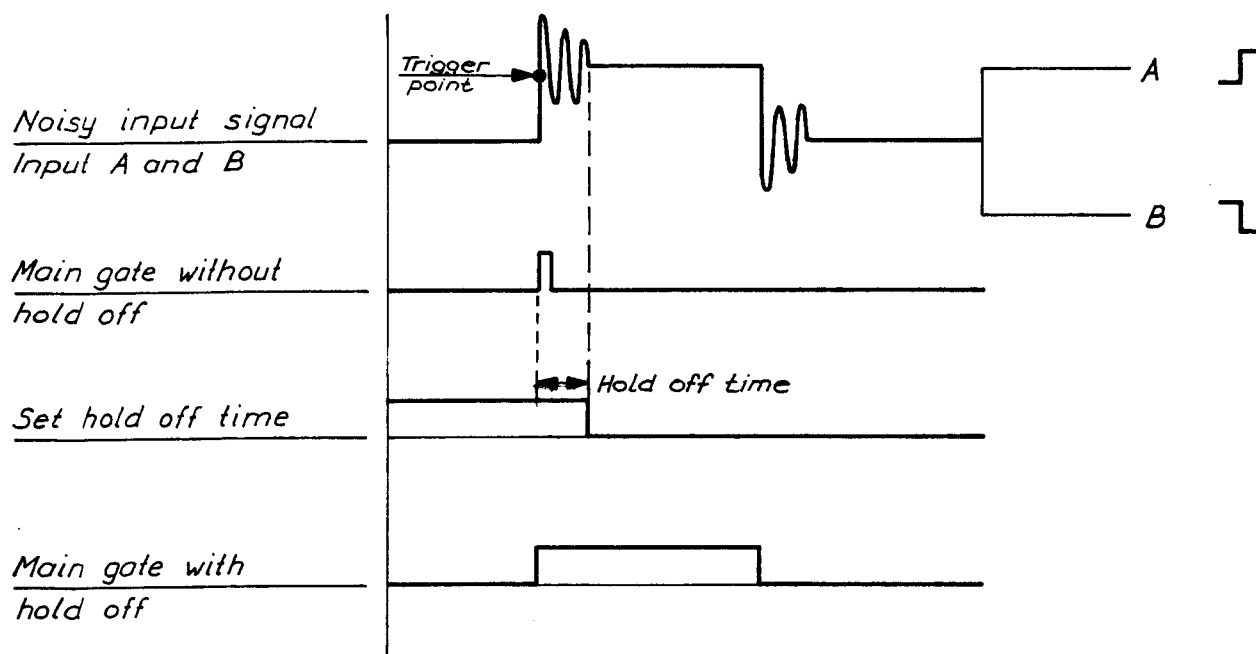 Trigger
point
A
Noisy input signal
Input A and B
B
Main gate without
hold off
Hold off time
Set hold off time
Main gate with
hold off